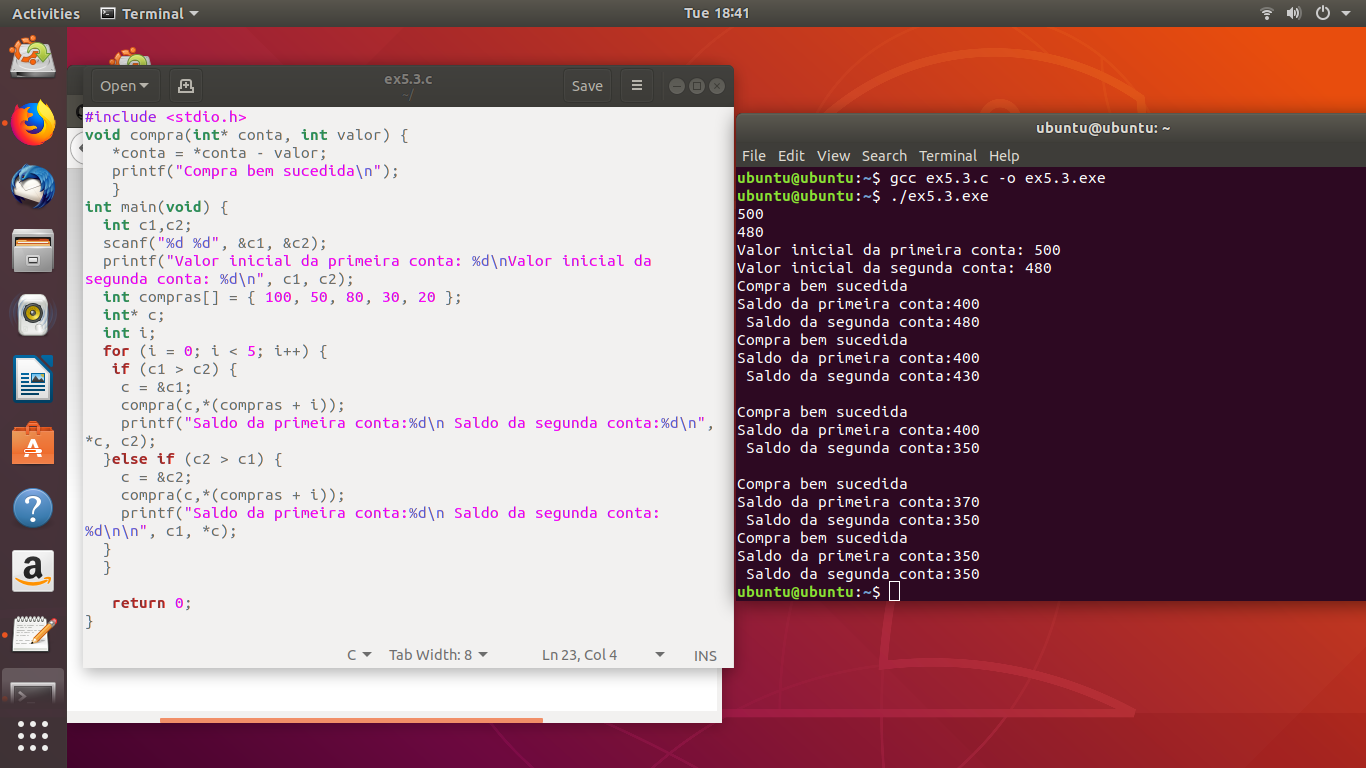 Activities
Terminal
Tue 18:41
Open
ex5.3.c
~/
Save
#include <stdio.h>
void compra(int* conta, int valor) {
   *conta = *conta - valor;
   printf("Compra bem sucedida\n");
   }
int main(void) {
  int c1,c2;
  scanf("%d %d", &c1, &c2);
  printf("Valor inicial da primeira conta: %d\nValor inicial da
segunda conta: %d\n", c1, c2);
  int compras[] = { 100, 50, 80, 30, 20 };
  int* c;
  int i;
  for (i = 0; i < 5; i++) {
   if (c1 > c2) {
    c = &c1;
    compra(c,*(compras + i));
    printf("Saldo da primeira conta:%d\n Saldo da segunda conta:%d\n",
*c, c2);
  }else if (c2 > c1) {
    c = &c2;
    compra(c,*(compras + i));
    printf("Saldo da primeira conta:%d\n Saldo da segunda conta:
%d\n\n", c1, *c);
  }
  }
   return 0;
}
C
Tab Width: 8
Ln 23, Col 4
INS
ubuntu@ubuntu: ~
File Edit View Search Terminal Help
ubuntu@ubuntu:~$ gcc ex5.3.c -o ex5.3.exe
ubuntu@ubuntu:~$ ./ex5.3.exe
500
480
Valor inicial da primeira conta: 500
Valor inicial da segunda conta: 480
Compra bem sucedida
Saldo da primeira conta:400
 Saldo da segunda conta:480
Compra bem sucedida
Saldo da primeira conta:400
 Saldo da segunda conta:430
Compra bem sucedida
Saldo da primeira conta:400
 Saldo da segunda conta:350
Compra bem sucedida
Saldo da primeira conta:370
 Saldo da segunda conta:350
Compra bem sucedida
Saldo da primeira conta:350
 Saldo da segunda conta:350
ubuntu@ubuntu:~$